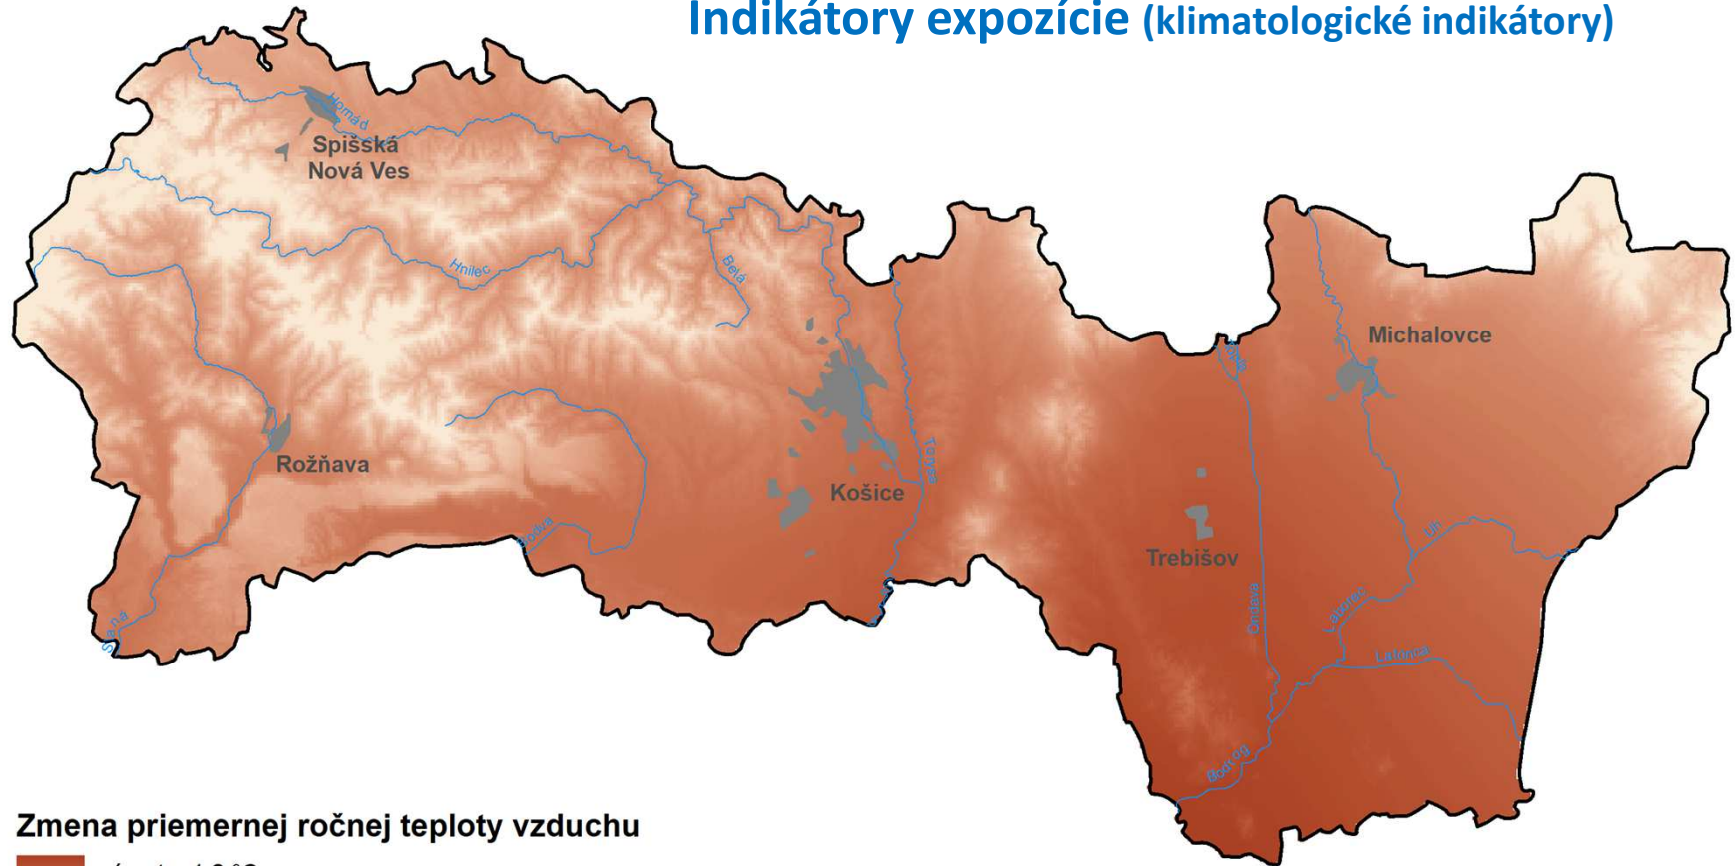 Indikátory expozície (klimatologické indikátory)
Hornád
Spišská
Nová Ves
Hnilec
Belá
Michalovce
Topľa
Rožňava
Torysa
Košice
Bodva
Uh
Trebišov
Ondava
Laborec
Slaná
Latorica
Bodrog
Zmena priemernej ročnej teploty vzduchu